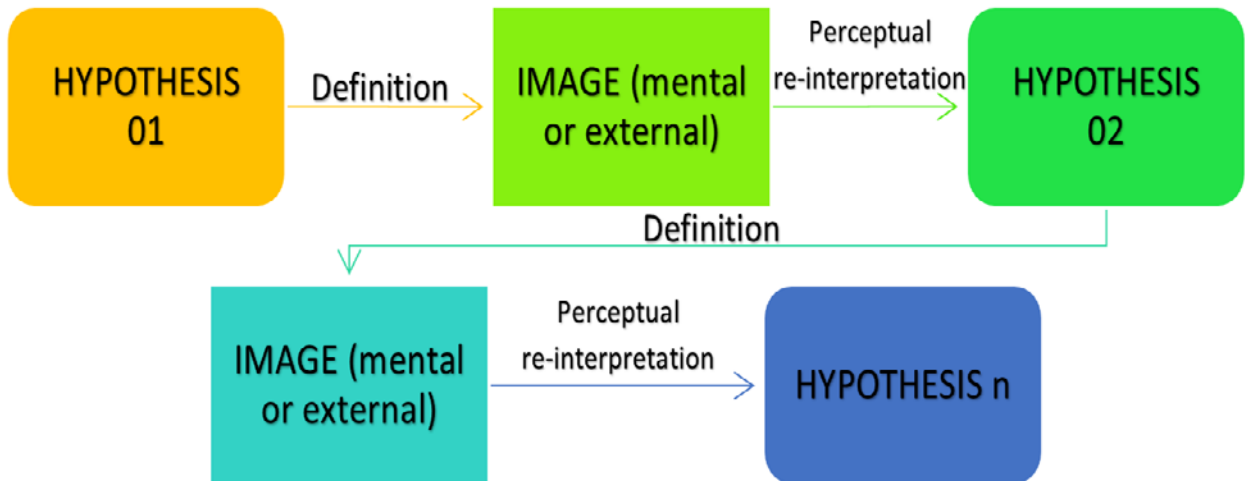 HYPOTHESIS
01
Definition
IMAGE (mental
or external)
Perceptual
re-interpretation)
HYPOTHESIS
02
Definition
IMAGE (mental
or external)
Perceptual
re-interpretation)
HYPOTHESIS n